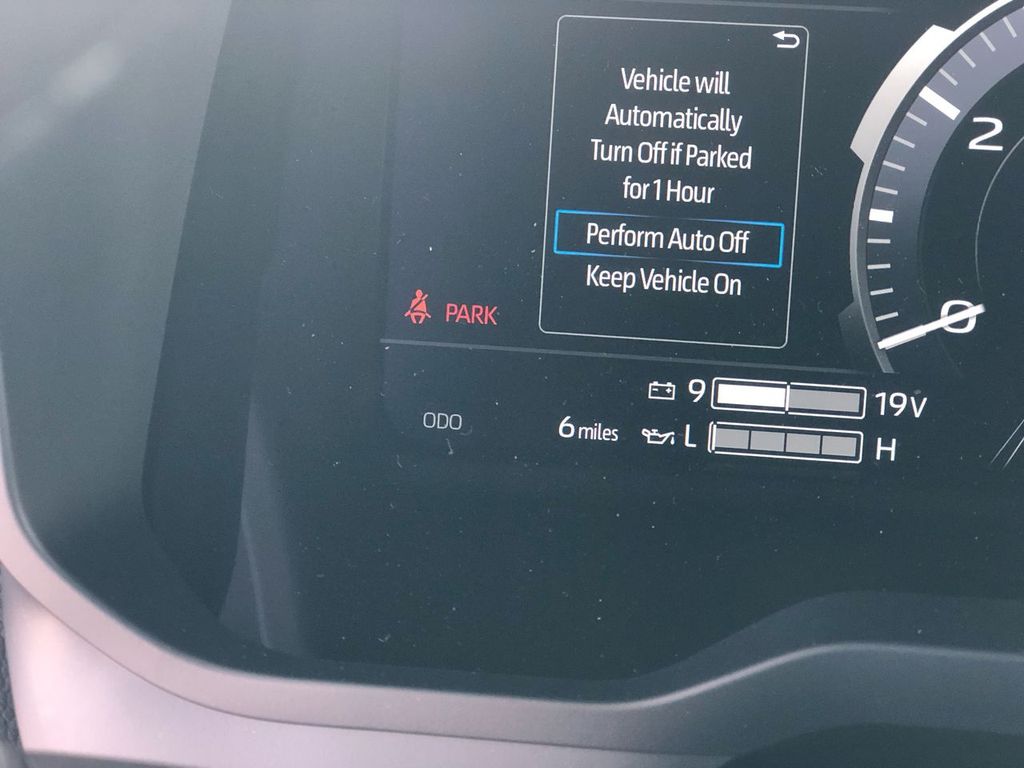 Vehicle will
Automatically
Turn Off if Parked
for 1 Hour
Perform Auto Off
Keep Vehicle On
2
0
PARK
9 19V
ODO 6 miles L H